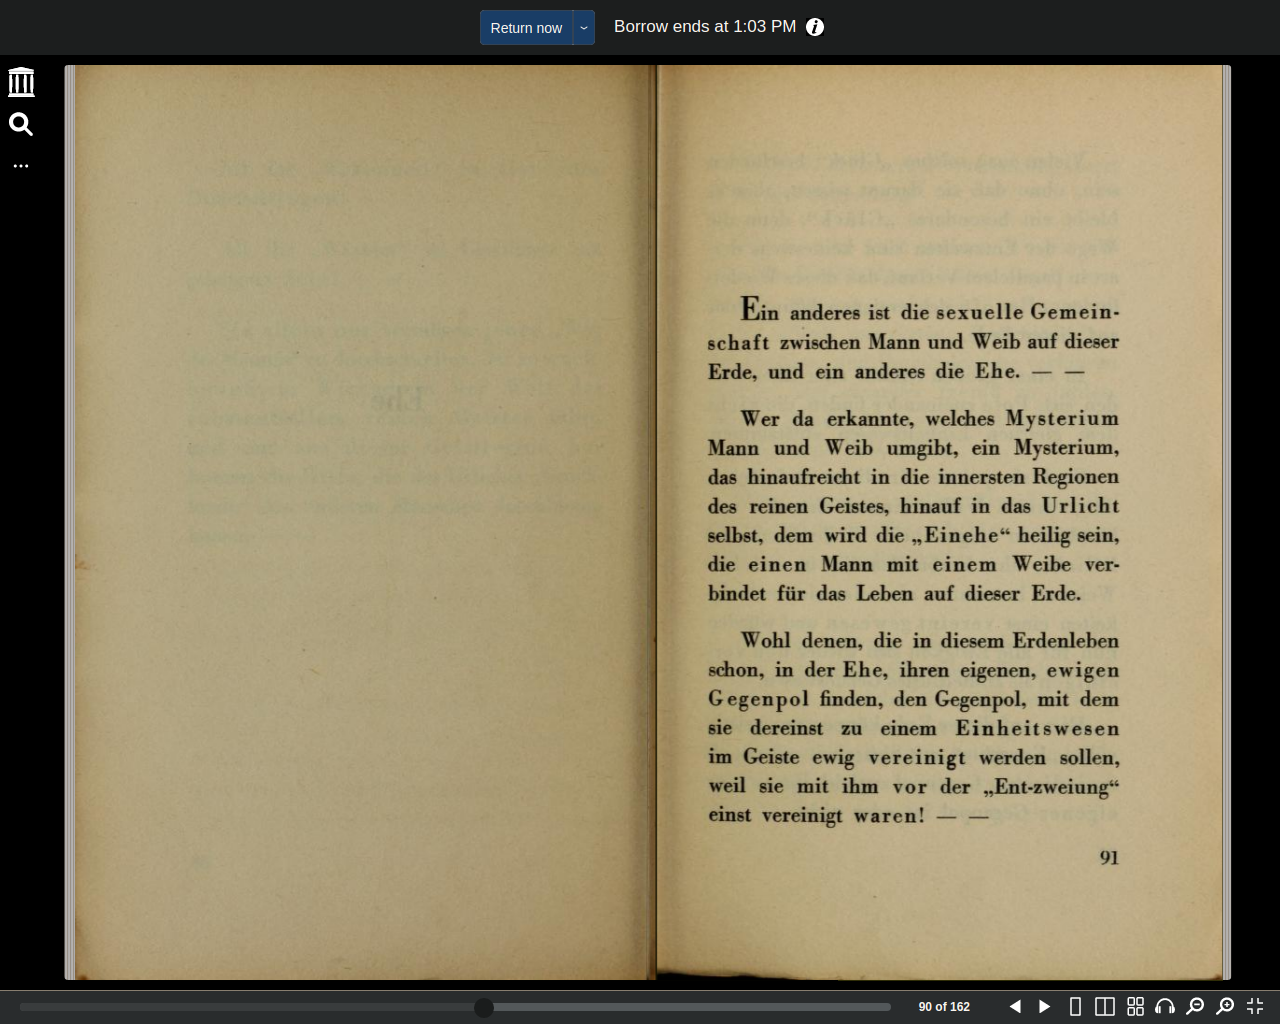 Return now
Borrow ends at 1:03 PM
Ein anderes ist die sexuelle Gemein-
schaft zwischen Mann und Weib auf dieser
Erde, und ein anderes die Ehe. — —
Wer da erkannte, welches Mysterium
Mann und Weib umgibt, ein Mysterium,
das hinaufreicht in die innersten Regionen
des reinen Geistes, hinauf in das Urlicht
selbst, dem wird die „Einehe“ heilig sein,
die einen Mann mit einem Weibe ver-
bindet für das Leben auf dieser Erde.
Wohl denen, die in diesem Erdenleben
schon, in der Ehe, ihren eigenen, ewigen
Gegenpol finden, den Gegenpol, mit dem
sie dereinst zu einem Einheitswesen
im Geiste ewig vereinigt werden sollen,
weil sie mit ihm vor der „Ent-zweiung“
einst vereinigt waren! — —
91
90 of 162